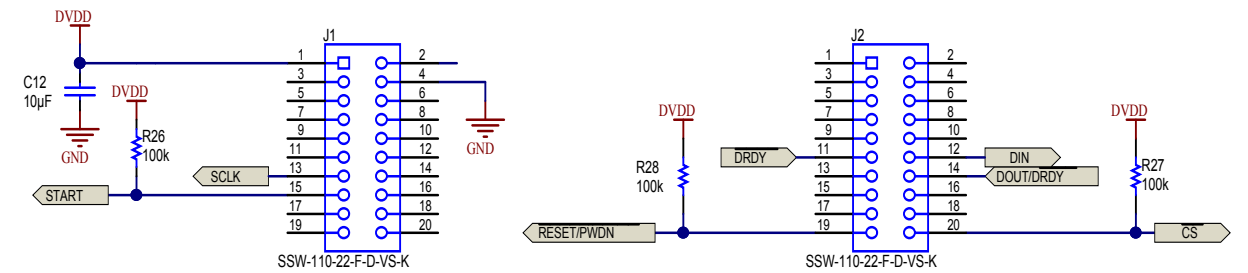 DVDD
J1
1
2
3
4
5
6
7
8
9
10
11
12
13
14
15
16
17
18
19
20
SSW-110-22-F-D-VS-K
C12
10µF
GND
DVDD
R26
100k
SCLK
START
GND
J2
1
2
3
4
5
6
7
8
9
10
11
12
13
14
15
16
17
18
19
20
SSW-110-22-F-D-VS-K
DVDD
R28
100k
DRDY
RESET/PWDN
DIN
DOUT/DRDY
DVDD
R27
100k
CS